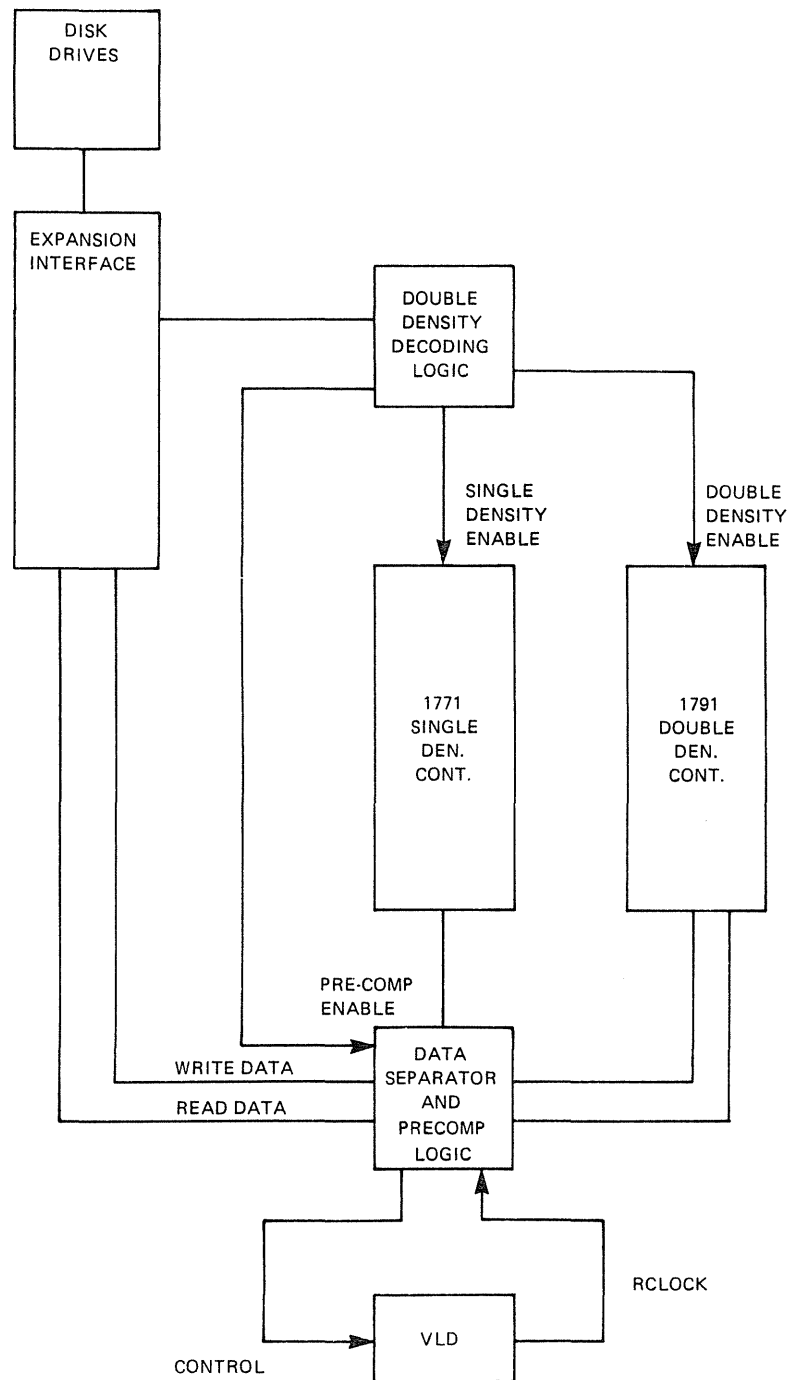 DISK
DRIVES
EXPANSION
INTERFACE
DOUBLE
DENSITY
DECODING
LOGIC
SINGLE
DENSITY
ENABLE
DOUBLE
DENSITY
ENABLE
1771
SINGLE
DEN.
CONT.
1791
DOUBLE
DEN.
CONT.
PRE-COMP
ENABLE
WRITE DATA
READ DATA
DATA
SEPARATOR
AND
PRECOMP
LOGIC
RCLOCK
VLD
CONTROL